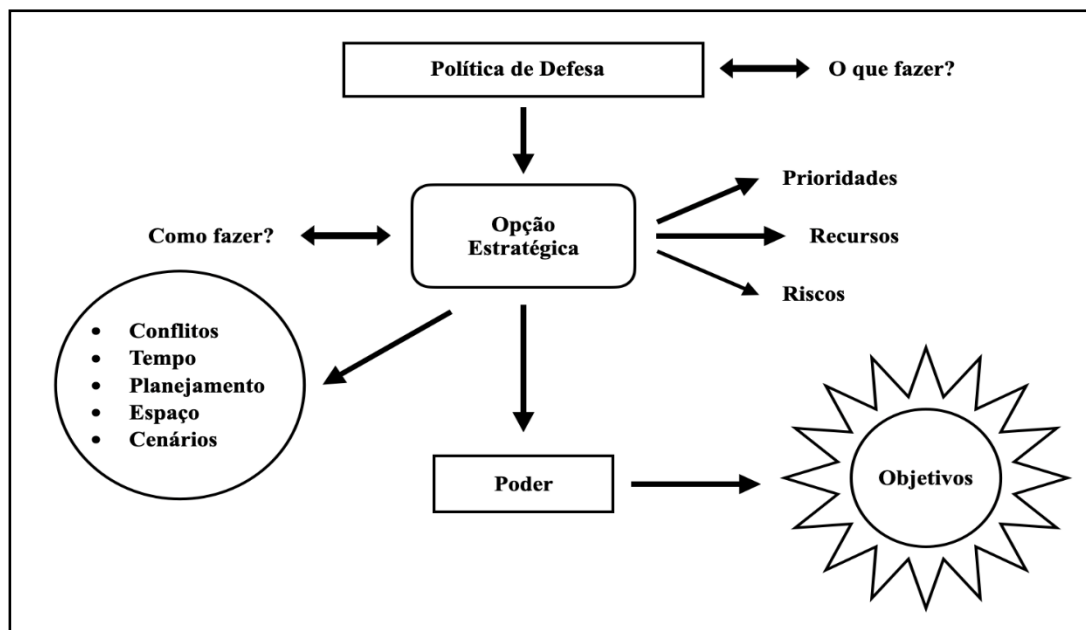 Política de Defesa
O que fazer?
Prioridades
Como fazer?
Opção
Estratégica
Recursos
Riscos
• Conflitos
• Tempo
• Planejamento
• Espaço
• Cenários
Poder
Objetivos